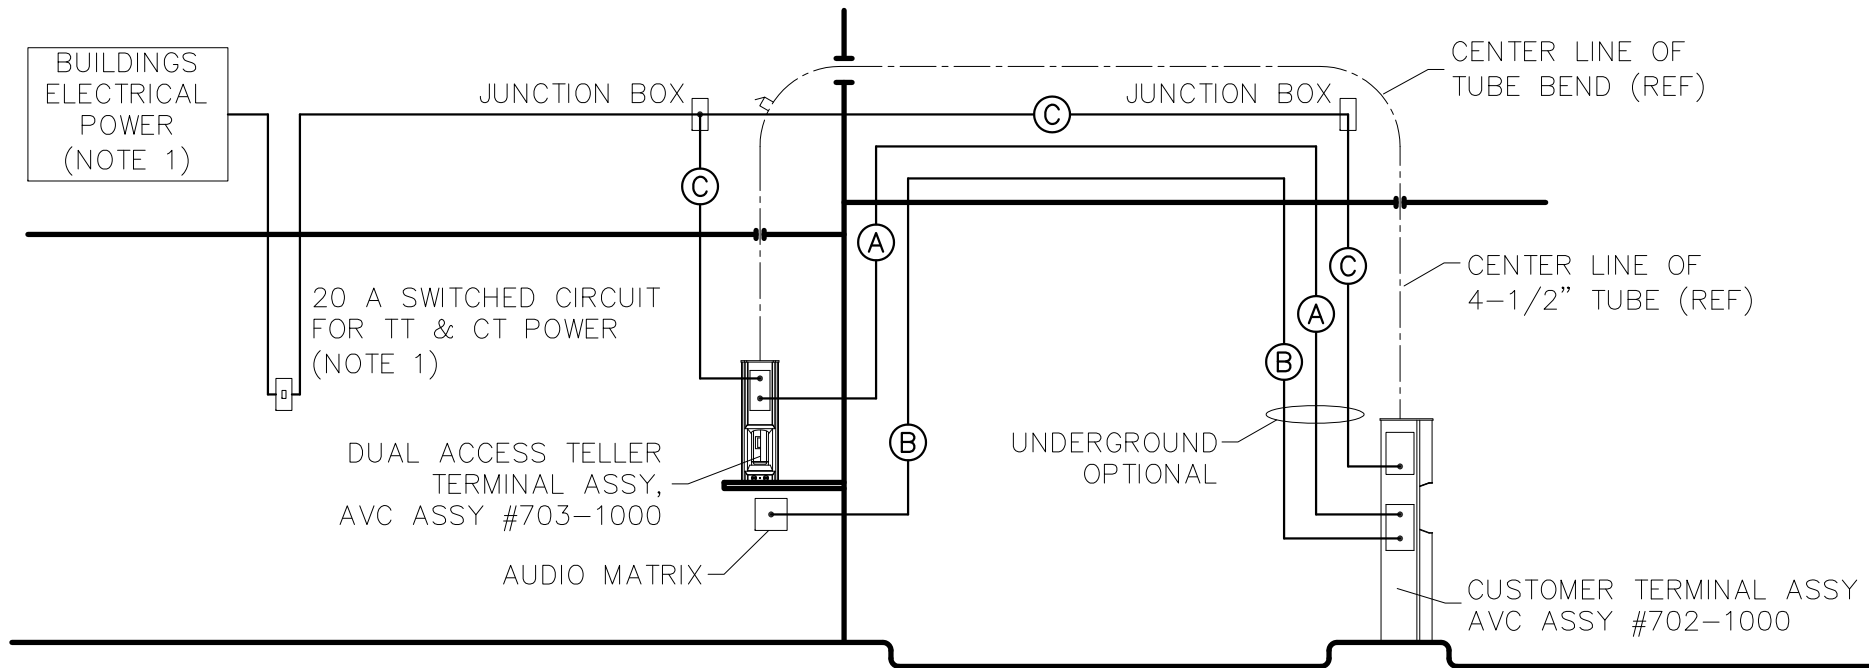 BUILDINGS
ELECTRICAL
POWER
(NOTE 1)
JUNCTION BOX
JUNCTION BOX
CENTER LINE OF
TUBE BEND (REF)
C
C
A
C
20 A SWITCHED CIRCUIT
FOR TT & CT POWER
(NOTE 1)
CENTER LINE OF
4-1/2" TUBE (REF)
A
B
B
DUAL ACCESS TELLER
TERMINAL ASSY,
AVC ASSY #703-1000
UNDERGROUND
OPTIONAL
AUDIO MATRIX
CUSTOMER TERMINAL ASSY
AVC ASSY #702-1000